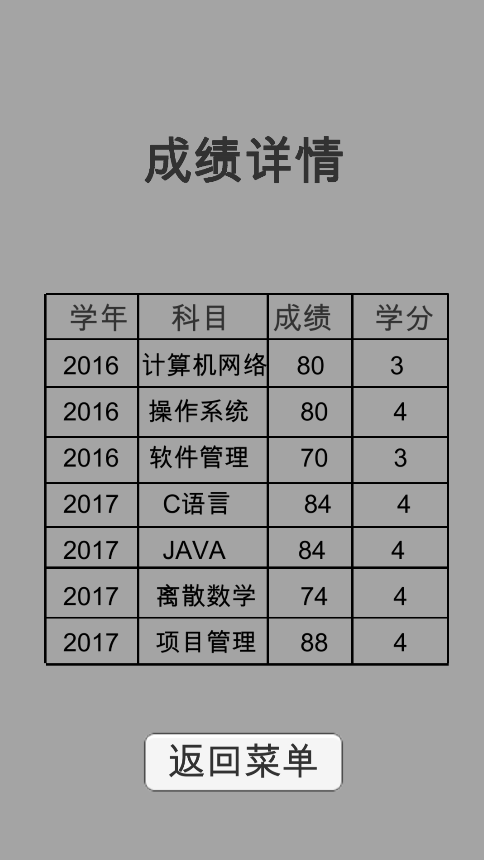 成绩详情
学年 科目 成绩 学分
2016 计算机网络 80 3
2016 操作系统 80 4
2016 软件管理 70 3
2017 C语言 84 4
2017 JAVA 84 4
2017 离散数学 74 4
2017 项目管理 88 4
返回菜单